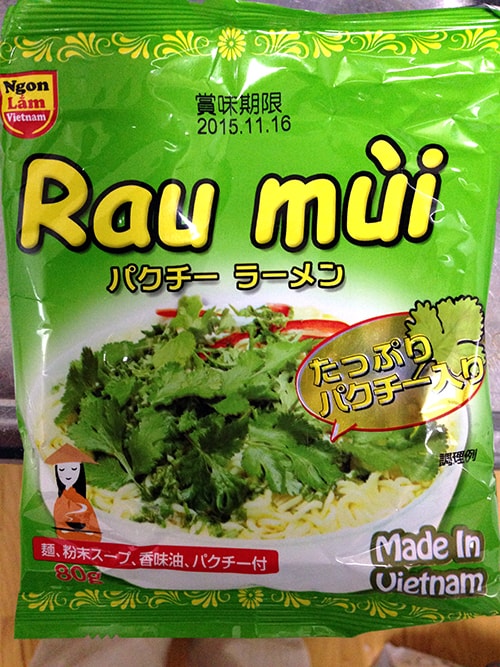 Ngon
Lắm
Vietnam
賞味期限
2015.11.16
Rau mùi
パクチー ラーメン
たっぷり
パクチー入り
調理例
麺、粉末スープ、香味油、パクチー付
80g
Made In
Vietnam